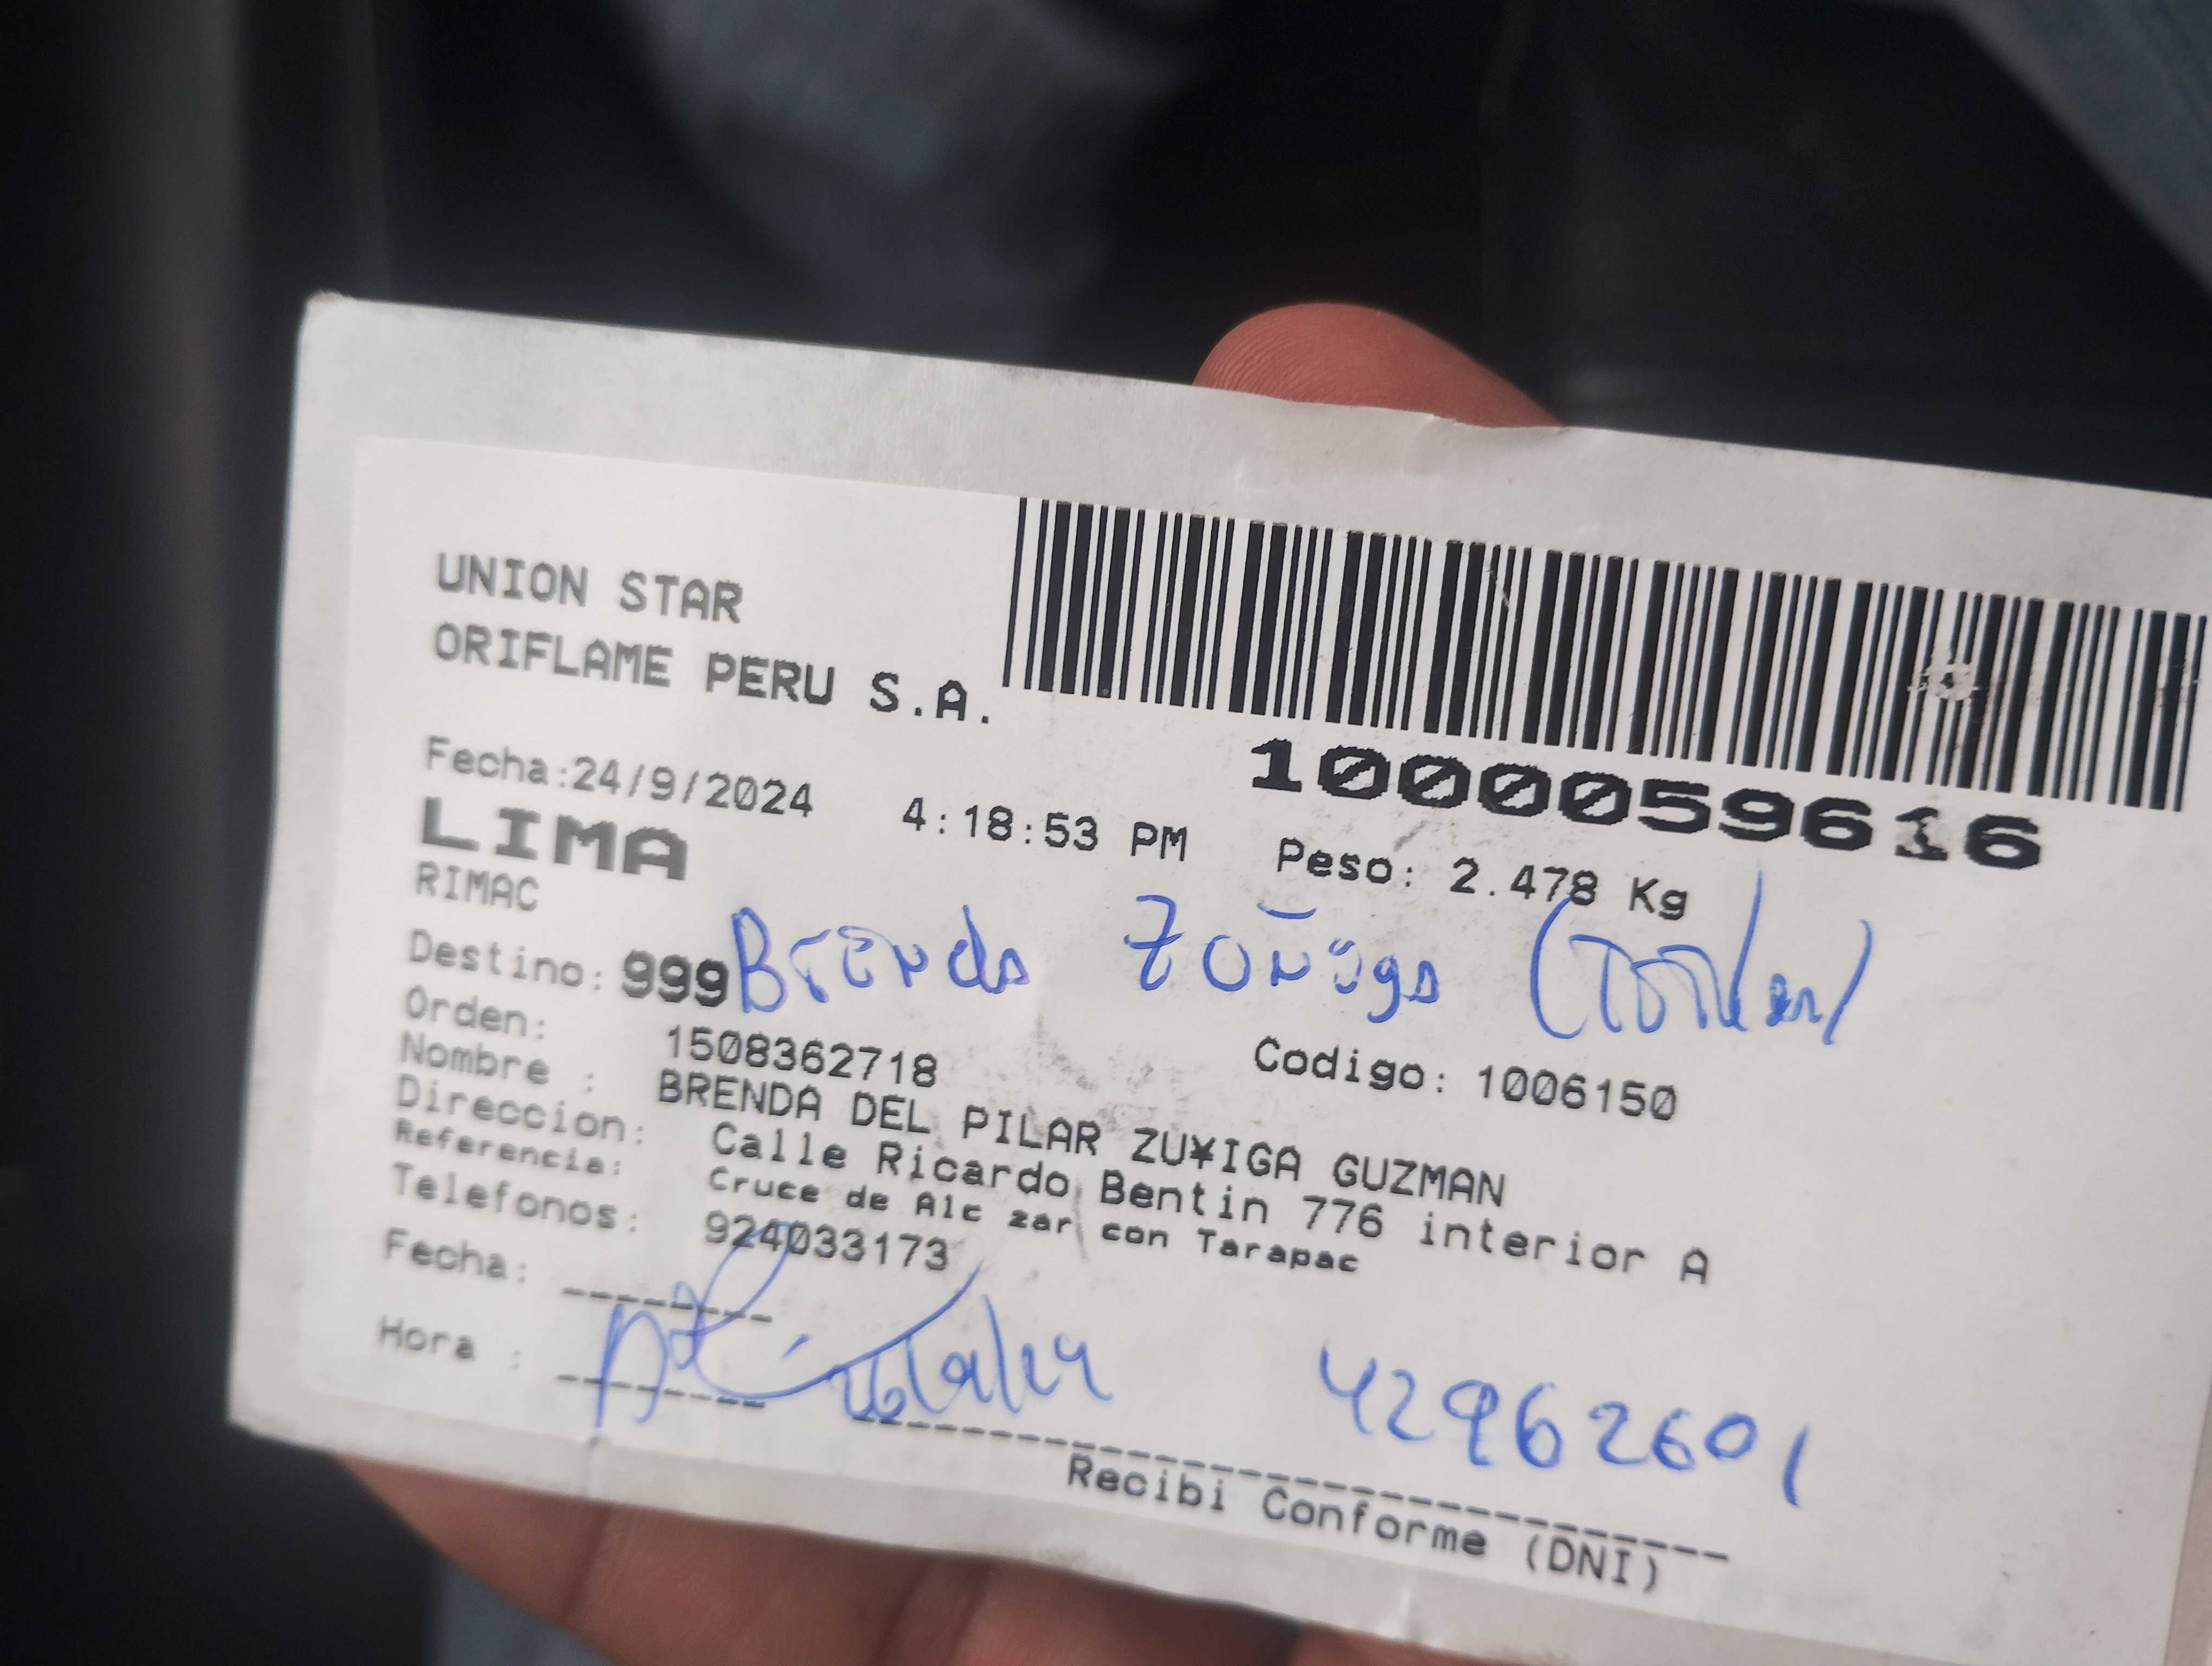 UNION STAR
ORIFLAME PERU S.A.
1000059616
Fecha:24/9/2024 4:18:53 PM Peso: 2.478 Kg
LIMA
RIMAC
Brenda Zuñiga
Destino: 999
Orden: 1508362718 Codigo: 1006150
Nombre : BRENDA DEL PILAR ZU¥IGA GUZMAN
Direccion: Calle Ricardo Bentin 776 interior A
Referencia: Cruce de Alc zar con Tarapac
Telefonos: 924033173
Fecha: --------
Hora : --------
42962601
Recibi Conforme (DNI)